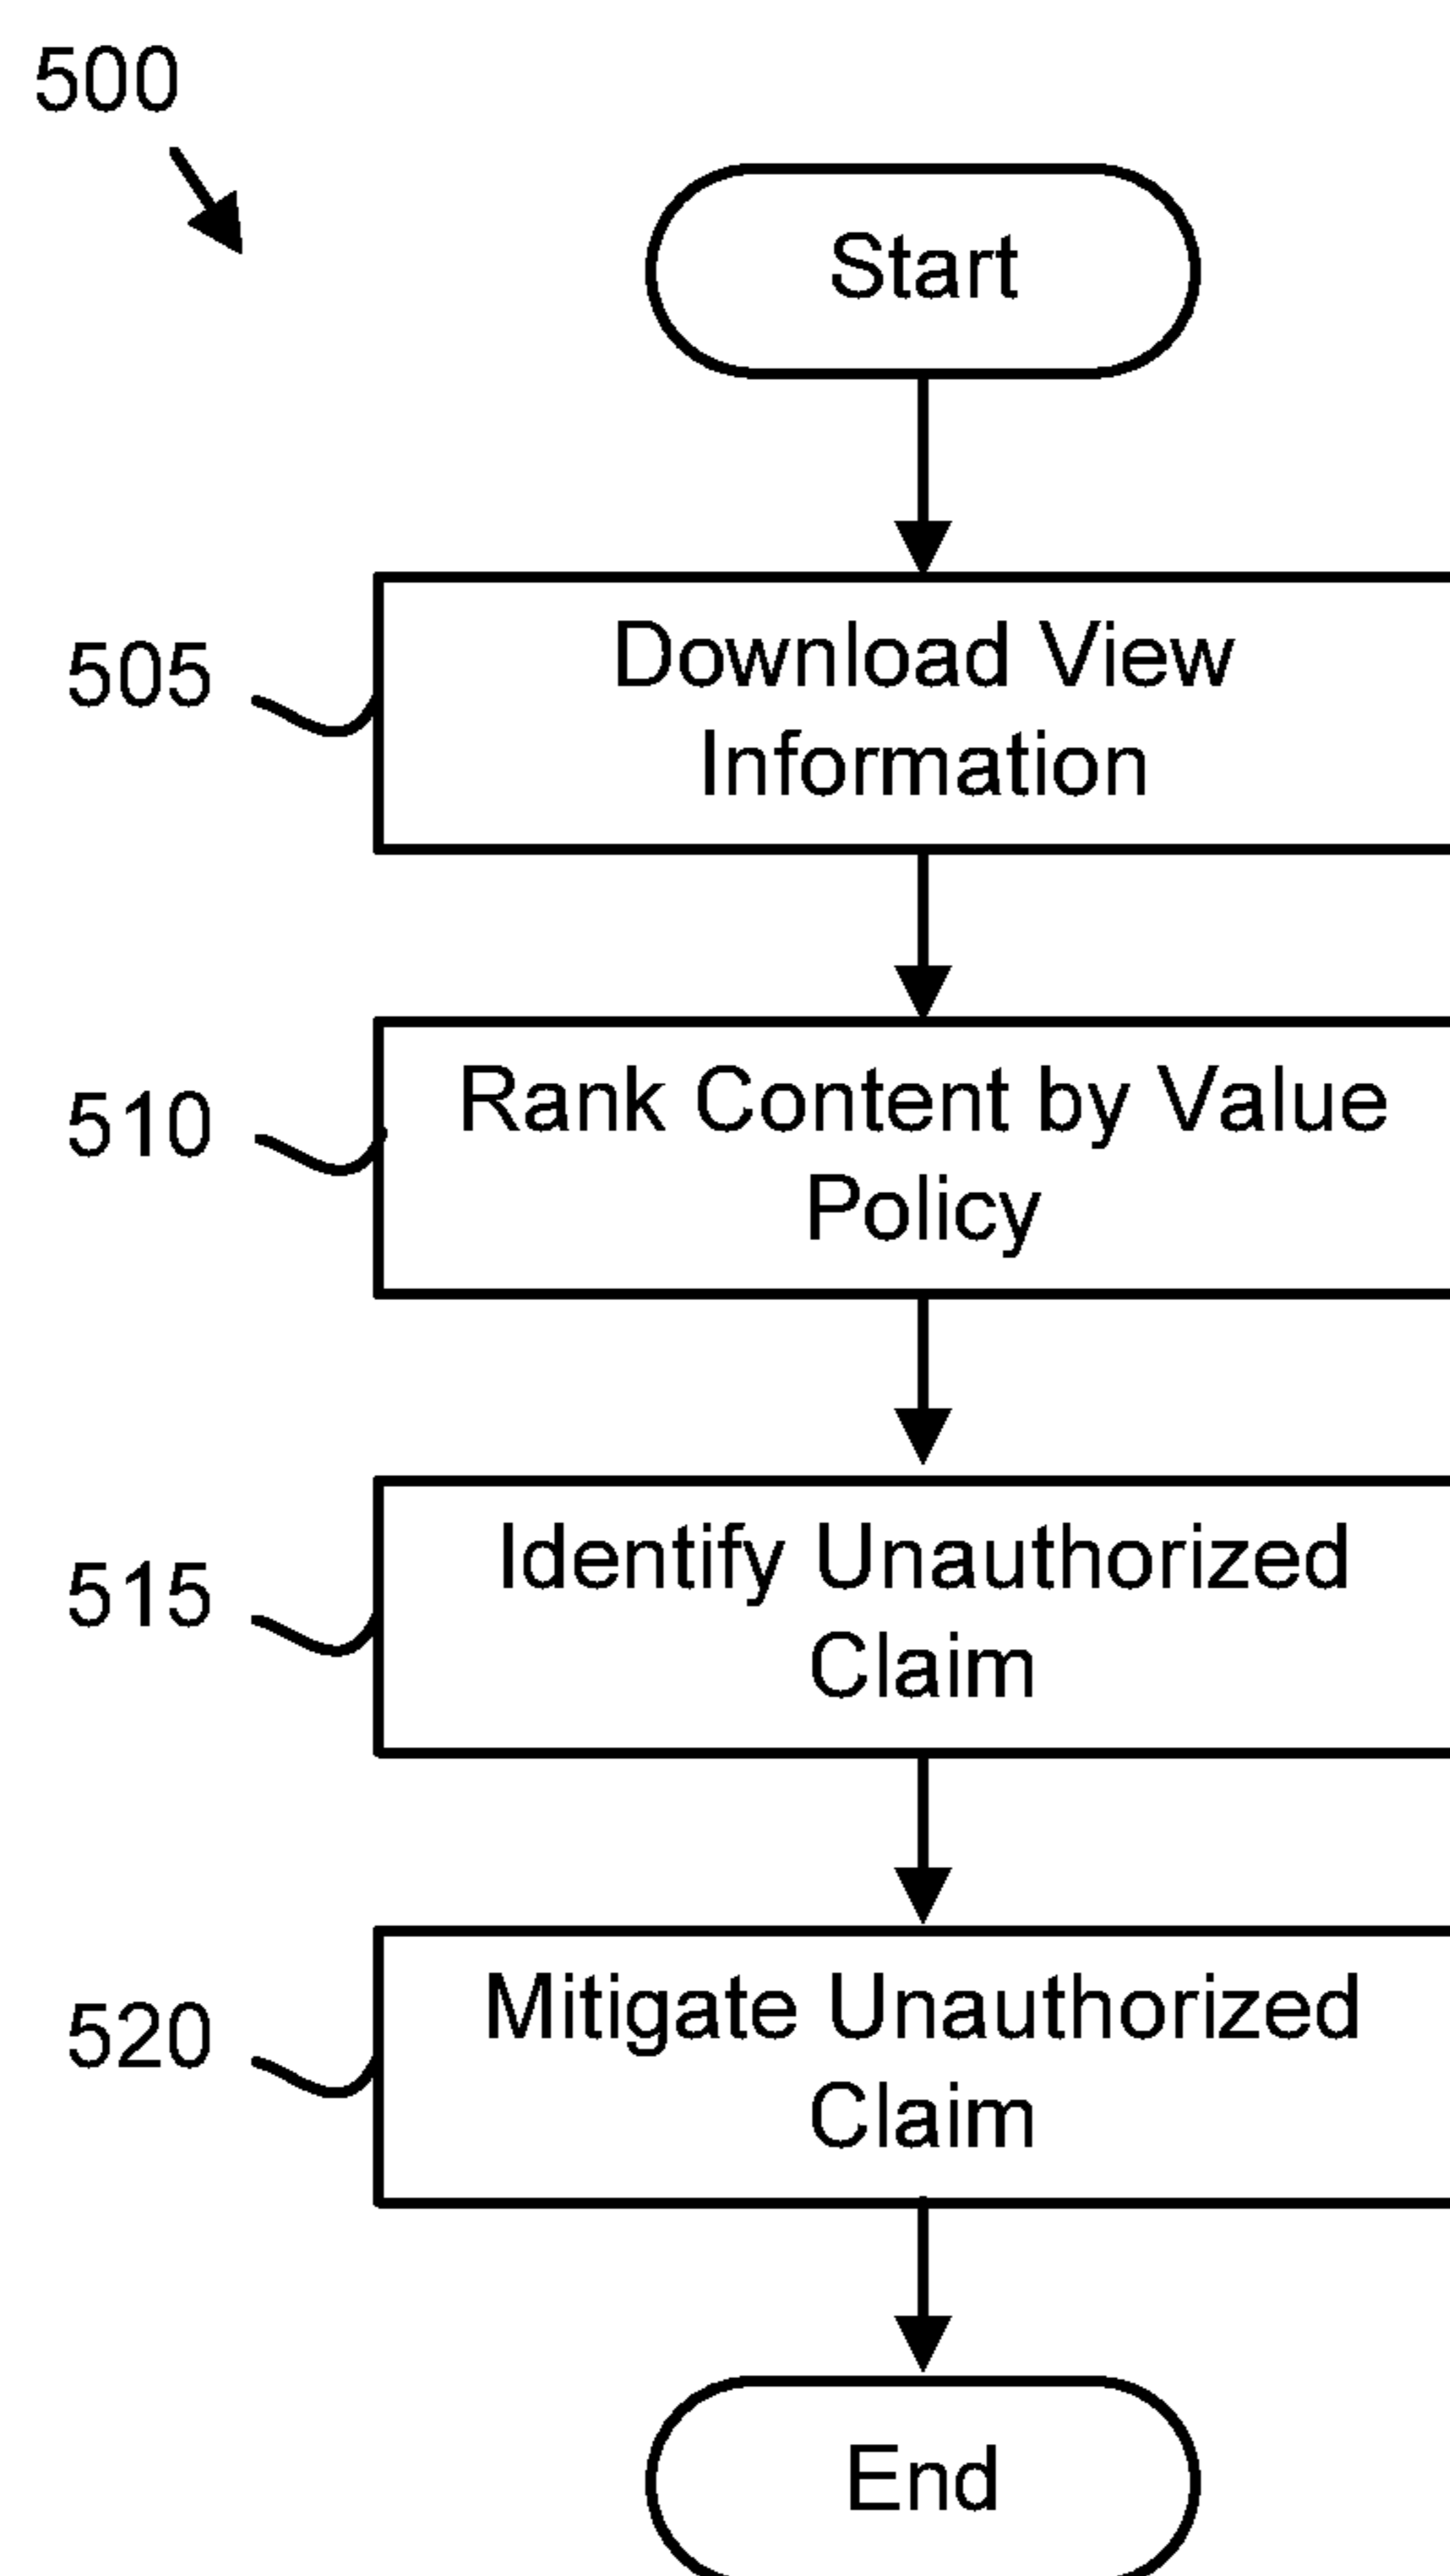 500
Start
505
Download View
Information
510
Rank Content by Value
Policy
515
Identify Unauthorized
Claim
520
Mitigate Unauthorized
Claim
End